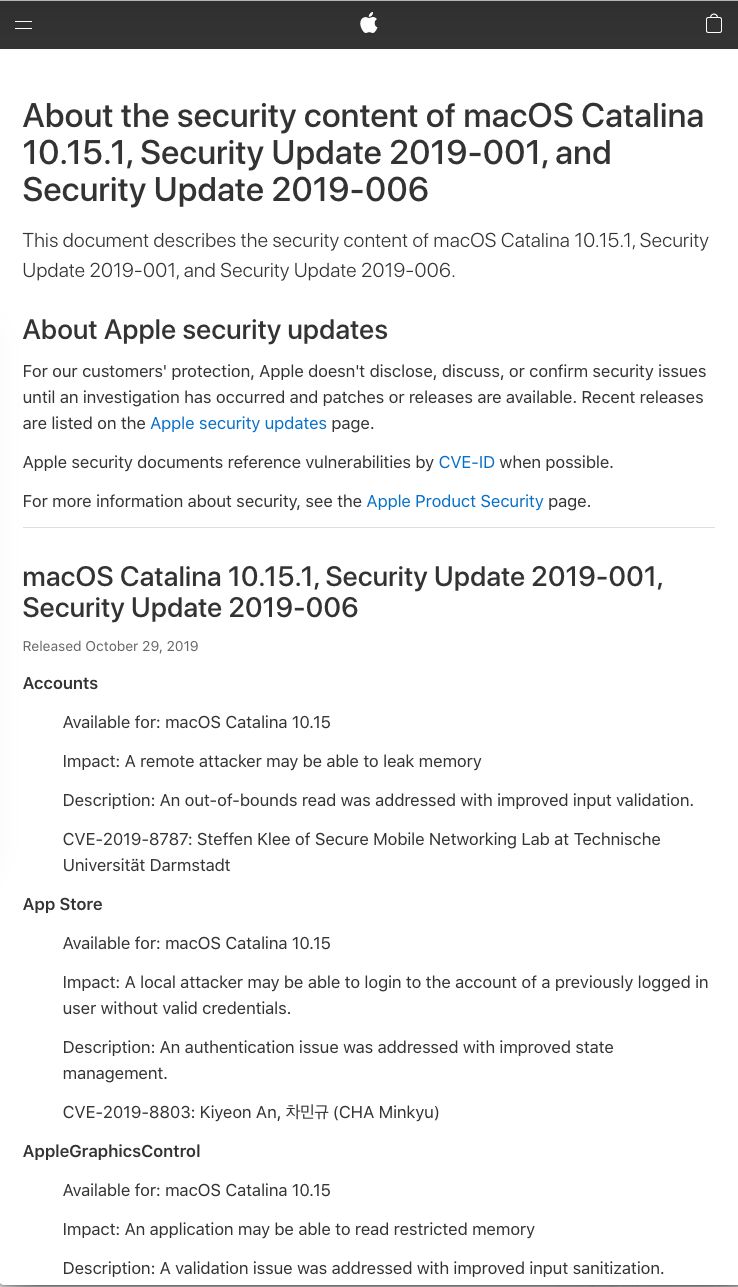 About the security content of macOS Catalina
10.15.1, Security Update 2019-001, and
Security Update 2019-006
This document describes the security content of macOS Catalina 10.15.1, Security
Update 2019-001, and Security Update 2019-006.
About Apple security updates
For our customers' protection, Apple doesn't disclose, discuss, or confirm security issues
until an investigation has occurred and patches or releases are available. Recent releases
are listed on the Apple security updates page.
Apple security documents reference vulnerabilities by CVE-ID when possible.
For more information about security, see the Apple Product Security page.
macOS Catalina 10.15.1, Security Update 2019-001,
Security Update 2019-006
Released October 29, 2019
Accounts
Available for: macOS Catalina 10.15
Impact: A remote attacker may be able to leak memory
Description: An out-of-bounds read was addressed with improved input validation.
CVE-2019-8787: Steffen Klee of Secure Mobile Networking Lab at Technische
Universität Darmstadt
App Store
Available for: macOS Catalina 10.15
Impact: A local attacker may be able to login to the account of a previously logged in
user without valid credentials.
Description: An authentication issue was addressed with improved state
management.
CVE-2019-8803: Kiyeon An, 차민규 (CHA Minkyu)
AppleGraphicsControl
Available for: macOS Catalina 10.15
Impact: An application may be able to read restricted memory
Description: A validation issue was addressed with improved input sanitization.